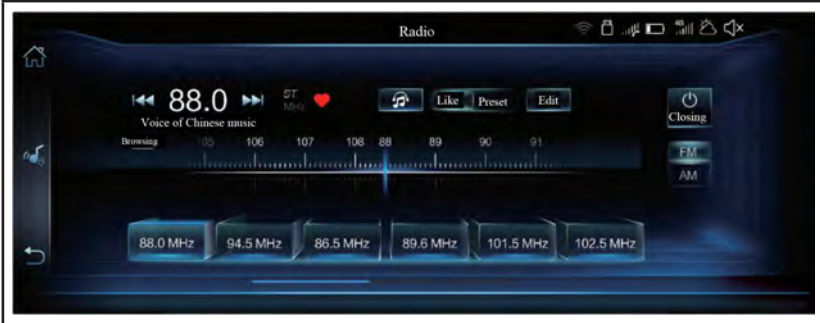 Radio
4G
88.0
ST
MHz
Like
Preset
Edit
Closing
Voice of Chinese music
Browsing
105 106 107 108 88 89 90 91
FM
AM
88.0 MHz 94.5 MHz 86.5 MHz 89.6 MHz 101.5 MHz 102.5 MHz